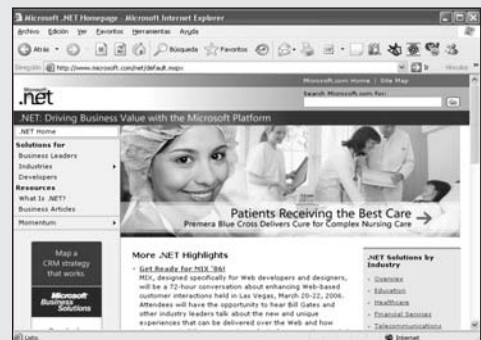 Microsoft .NET Homepage - Microsoft Internet Explorer
Archivo Edición Ver Favoritos Herramientas Ayuda
Atrás Búsqueda Favoritos
Dirección http://www.microsoft.com/net/default.mspx Ir Vínculos
Microsoft.com Home | Site Map
Microsoft
.net
Search Microsoft.com for:
Go
.NET: Driving Business Value with the Microsoft Platform
.NET Home
Solutions for
Business Leaders
Industries
Developers
Resources
What Is .NET?
Business Articles
Momentum
Patients Receiving the Best Care
Premera Blue Cross Delivers Cure for Complex Nursing Care
Map a
CRM strategy
that works.
Microsoft
Business
Solutions
More .NET Highlights
Get Ready for MIX '06!
MIX, designed specifically for Web developers and designers,
will be a 72-hour conversation about enhancing Web-based
customer interactions held in Las Vegas, March 20-22, 2006.
Attendees will have the opportunity to hear Bill Gates and
other industry leaders talk about the new and unique
experiences that can be delivered over the Web and how
.NET Solutions by
Industry
Overview
Education
Healthcare
Financial Services
Telecommunications
Listo
Internet